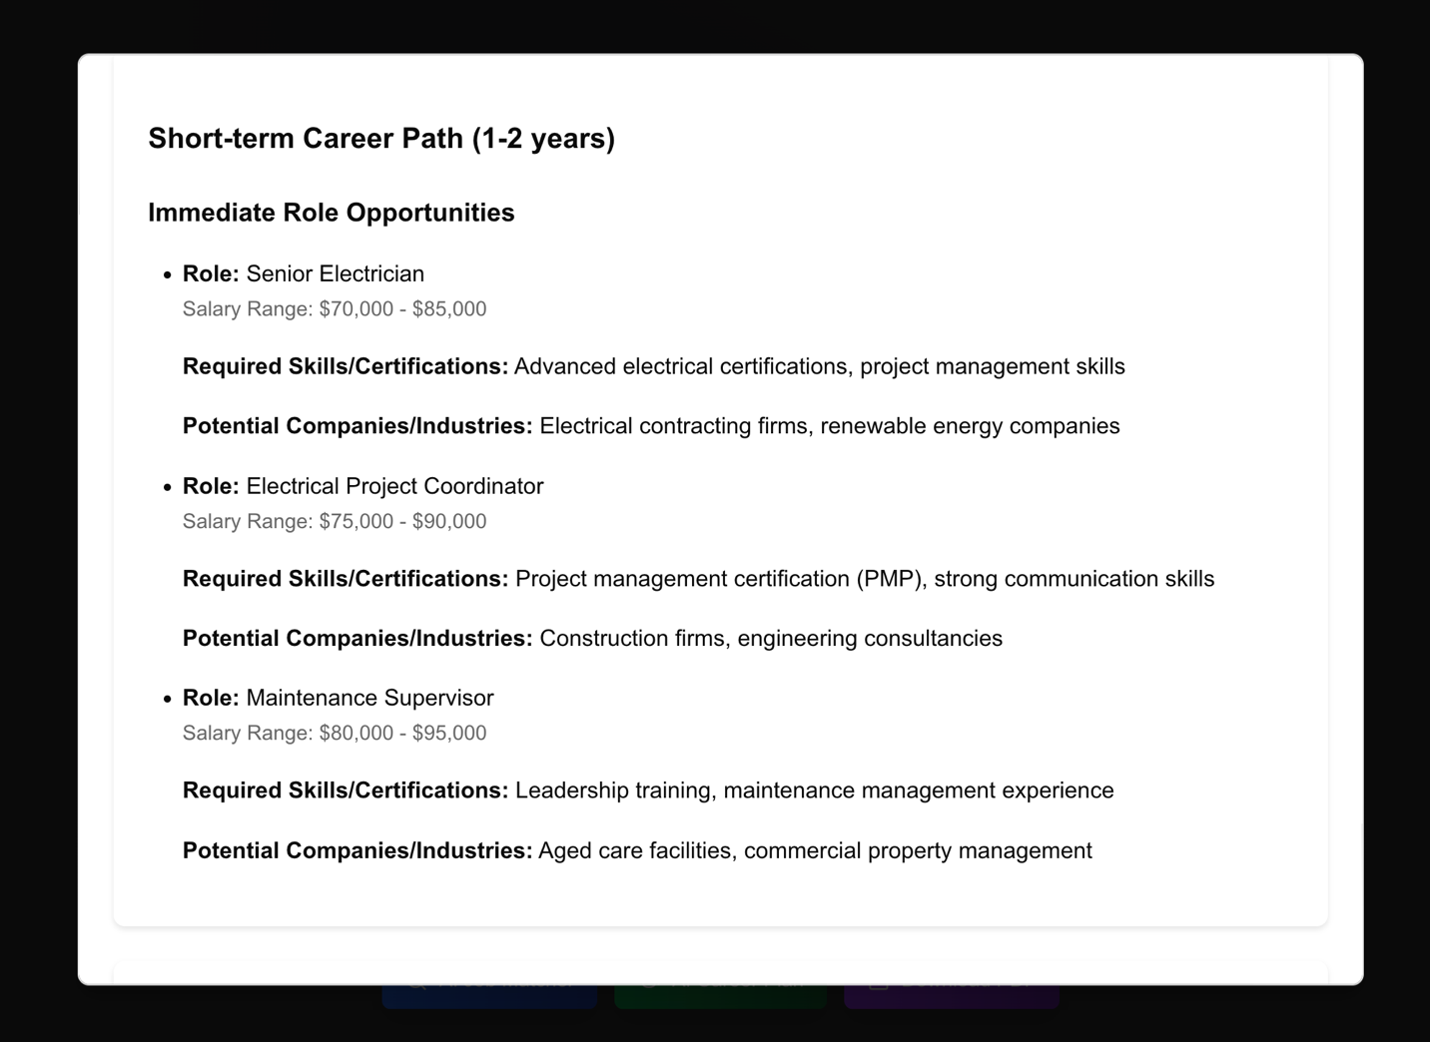 Short-term Career Path (1-2 years)
Immediate Role Opportunities
• Role: Senior Electrician
Salary Range: $70,000 - $85,000
Required Skills/Certifications: Advanced electrical certifications, project management skills
Potential Companies/Industries: Electrical contracting firms, renewable energy companies
• Role: Electrical Project Coordinator
Salary Range: $75,000 - $90,000
Required Skills/Certifications: Project management certification (PMP), strong communication skills
Potential Companies/Industries: Construction firms, engineering consultancies
• Role: Maintenance Supervisor
Salary Range: $80,000 - $95,000
Required Skills/Certifications: Leadership training, maintenance management experience
Potential Companies/Industries: Aged care facilities, commercial property management